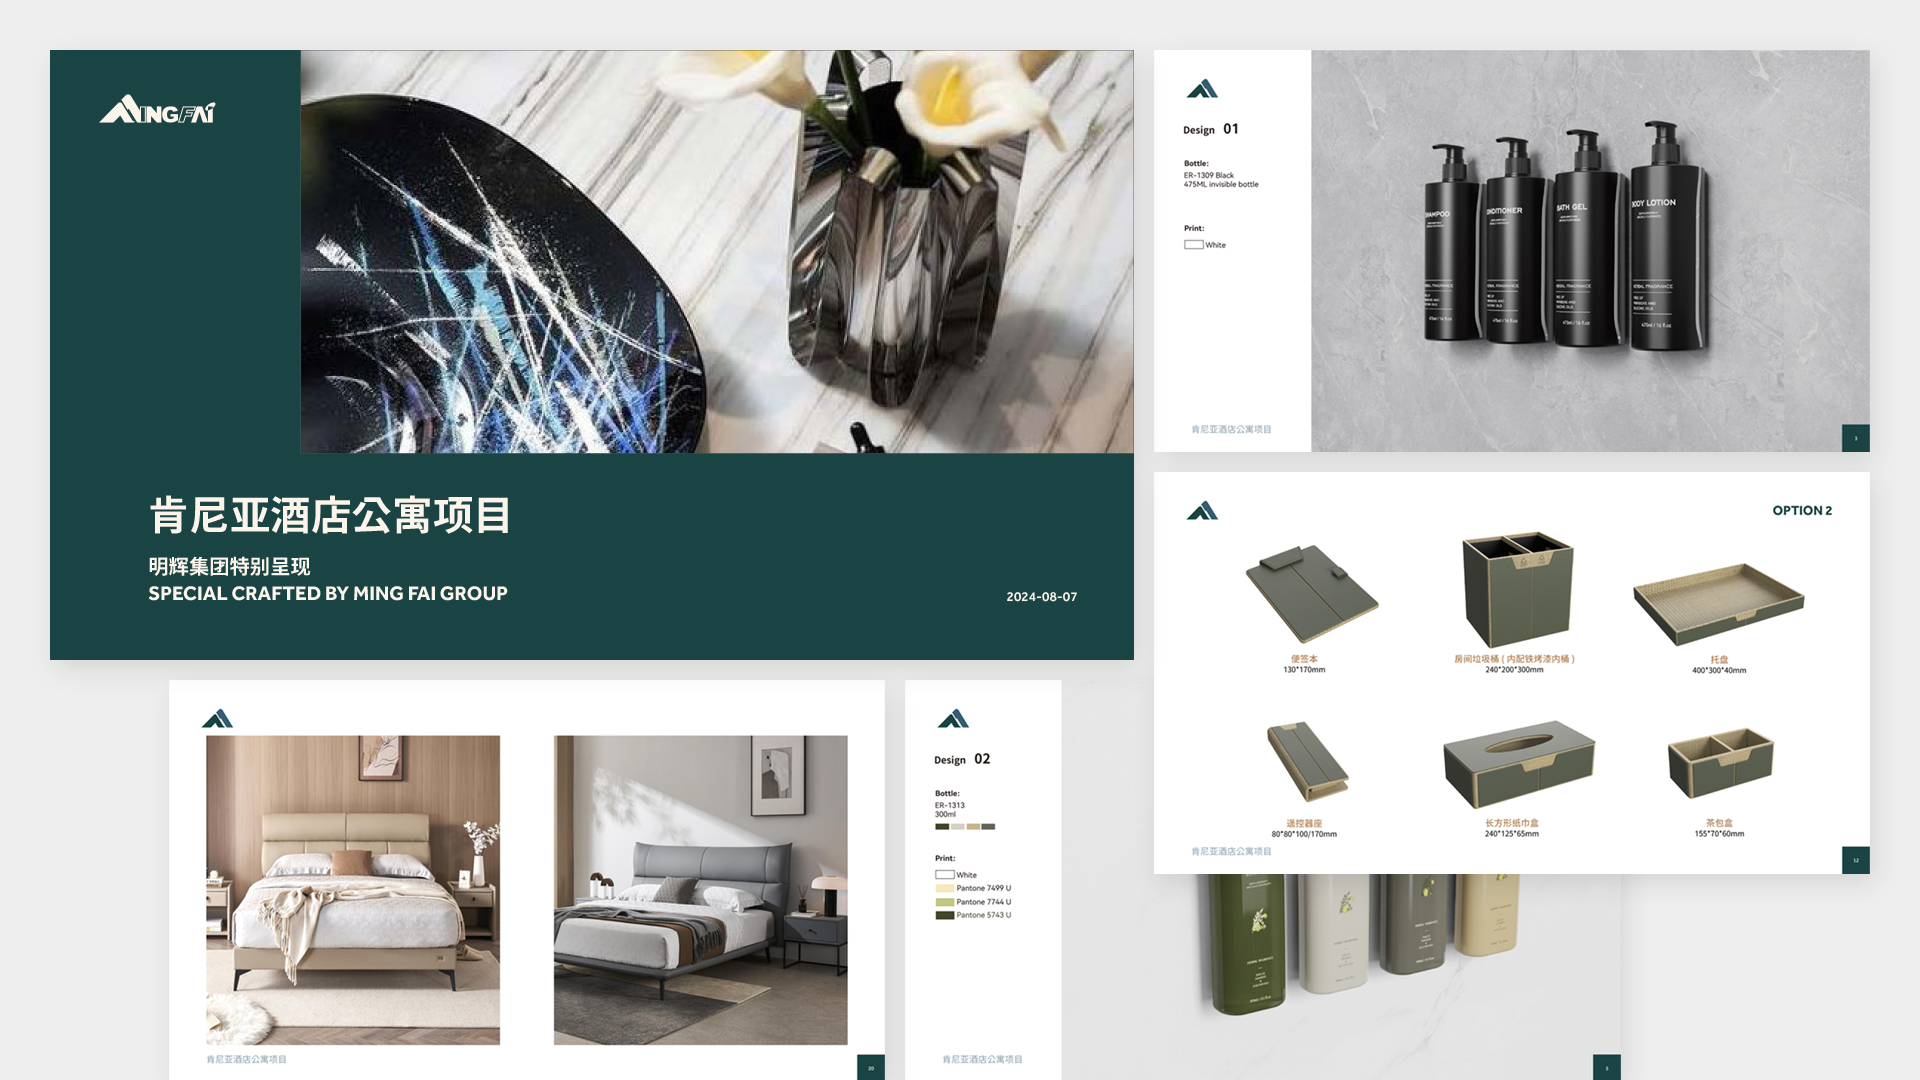 MINGFAI
肯尼亚酒店公寓项目
明辉集团特别呈现
SPECIAL CRAFTED BY MING FAI GROUP
2024-08-07
Design 01
Bottle:
ER-1309 Black
475ML invisible bottle
Print:
White
肯尼亚酒店公寓项目
SHAMPOO
CONDITIONER
BATH GEL
BODY LOTION
3
OPTION 2
便签本
130*170mm
房间垃圾桶 ( 内配铁烤漆内桶 )
240*200*300mm
托盘
400*300*40mm
遥控器座
80*80*100/170mm
长方形纸巾盒
240*125*65mm
茶包盒
155*70*60mm
肯尼亚酒店公寓项目
12
肯尼亚酒店公寓项目
20
Design 02
Bottle:
ER-1313
300ml
Print:
White
Pantone 7499 U
Pantone 7744 U
Pantone 5743 U
肯尼亚酒店公寓项目
5